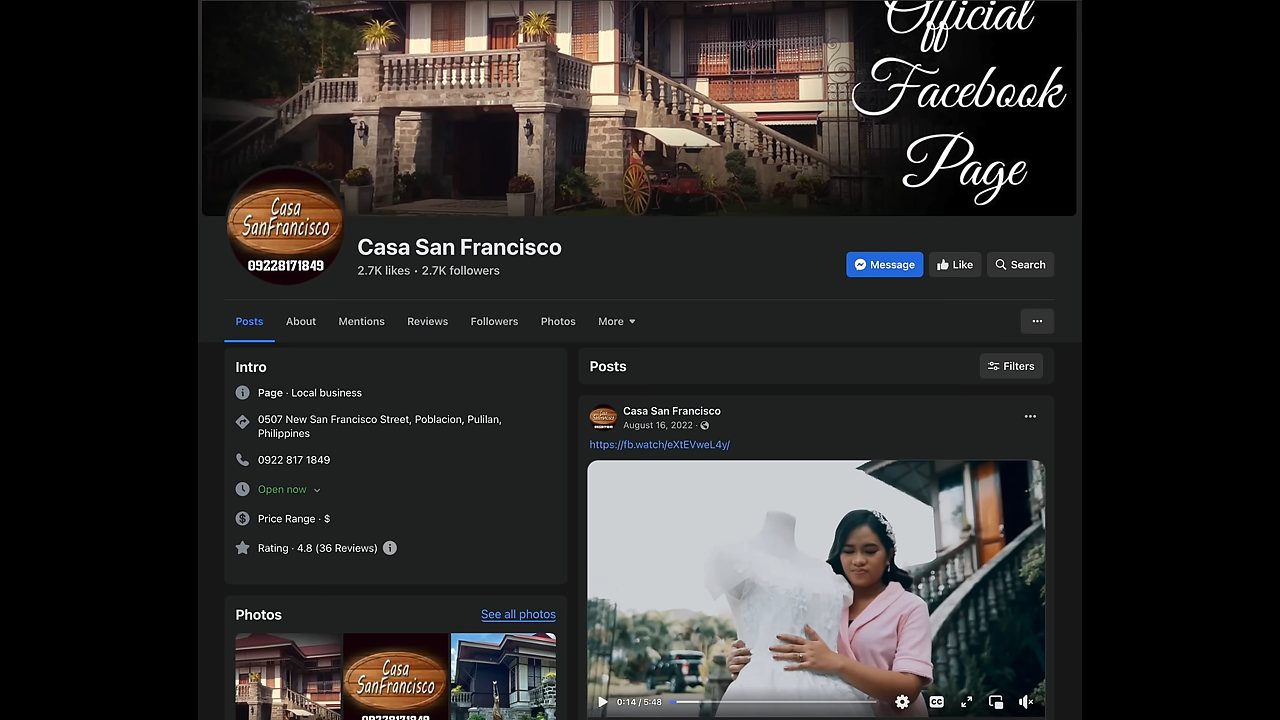 Official
Facebook
Page
Casa
SanFrancisco
09228171849
Casa San Francisco
2.7K likes • 2.7K followers
Message
Like
Search
Posts
About
Mentions
Reviews
Followers
Photos
More
Intro
Page · Local business
0507 New San Francisco Street, Poblacion, Pulilan,
Philippines
0922 817 1849
Open now
Price Range · $
Rating · 4.8 (36 Reviews)
Photos
See all photos
Casa
SanFrancisco
09228171849
Posts
Filters
Casa San Francisco
August 16, 2022 ·
https://fb.watch/eXtEVweL4y/
0:14 / 5:48
CC